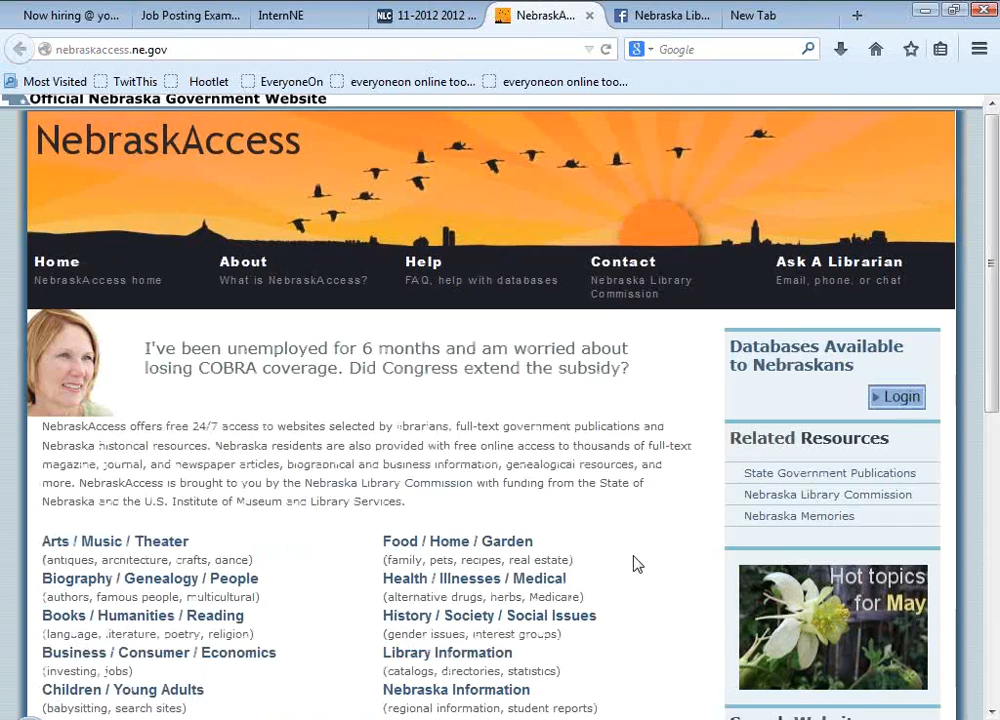 Now hiring @ yo...
Job Posting Exam...
InternNE
NLC 11-2012 2012 ...
NebraskA...
Nebraska Lib...
New Tab
nebraskaccess.ne.gov
Google
Most Visited TwitThis Hootlet EveryoneOn everyoneon online too... everyoneon online too...
Official Nebraska Government Website
NebraskAccess
Home About Help Contact Ask A Librarian
NebraskAccess home What is NebraskAccess? FAQ, help with databases Nebraska Library Commission Email, phone, or chat
I've been unemployed for 6 months and am worried about
losing COBRA coverage. Did Congress extend the subsidy?
NebraskAccess offers free 24/7 access to websites selected by librarians, full-text government publications and
Nebraska historical resources. Nebraska residents are also provided with free online access to thousands of full-text
magazine, journal, and newspaper articles, biographical and business information, genealogical resources, and
more. NebraskAccess is brought to you by the Nebraska Library Commission with funding from the State of
Nebraska and the U.S. Institute of Museum and Library Services.
Arts / Music / Theater
(antiques, architecture, crafts, dance)
Biography / Genealogy / People
(authors, famous people, multicultural)
Books / Humanities / Reading
(language, literature, poetry, religion)
Business / Consumer / Economics
(investing, jobs)
Children / Young Adults
(babysitting, search sites)
Food / Home / Garden
(family, pets, recipes, real estate)
Health / Illnesses / Medical
(alternative drugs, herbs, Medicare)
History / Society / Social Issues
(gender issues, interest groups)
Library Information
(catalogs, directories, statistics)
Nebraska Information
(regional information, student reports)
Databases Available
to Nebraskans
Login
Related Resources
State Government Publications
Nebraska Library Commission
Nebraska Memories
Hot topics
for May